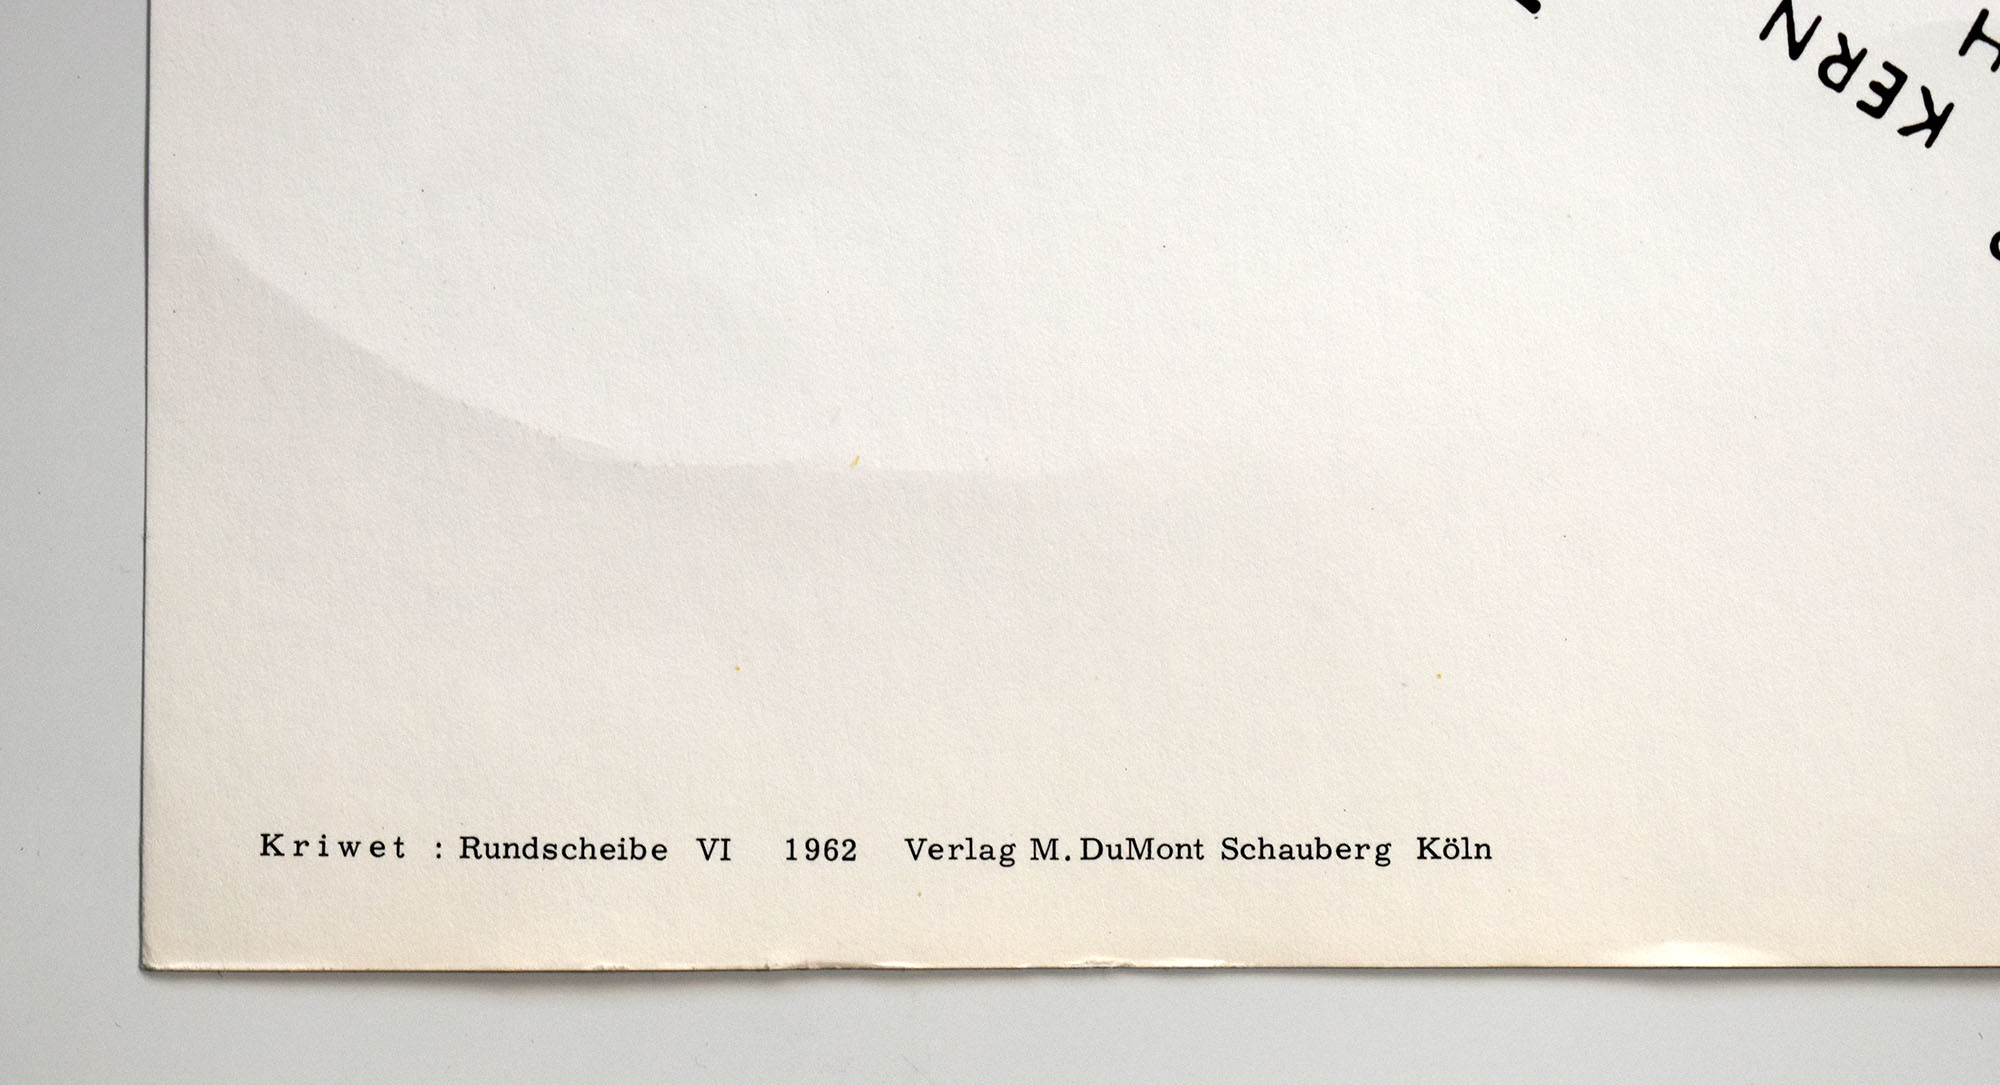 KERN
H
Kriwet : Rundscheibe VI 1962 Verlag M. DuMont Schauberg Köln